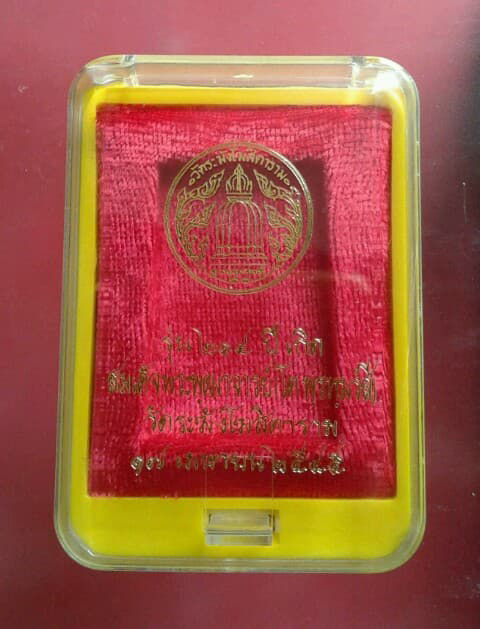 วัดระฆังโฆสิตาราม
รุ่น ๒๑๔ ปีเกิด
สมเด็จพระพุฒาจารย์(โต พรหมรังสี)
วัดระฆังโฆสิตาราม
๑๗ เมษายน ๒๕๔๕